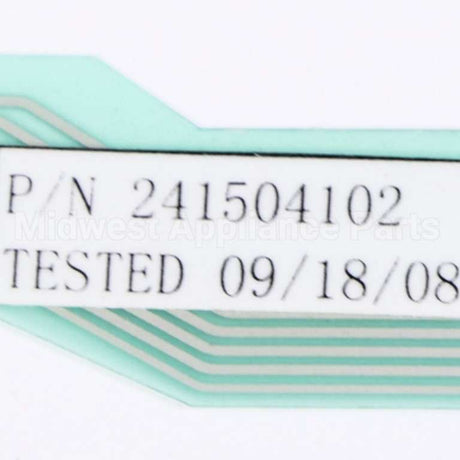 P/N 241504102
Midwest Appliance Parts
TESTED 09/18/08